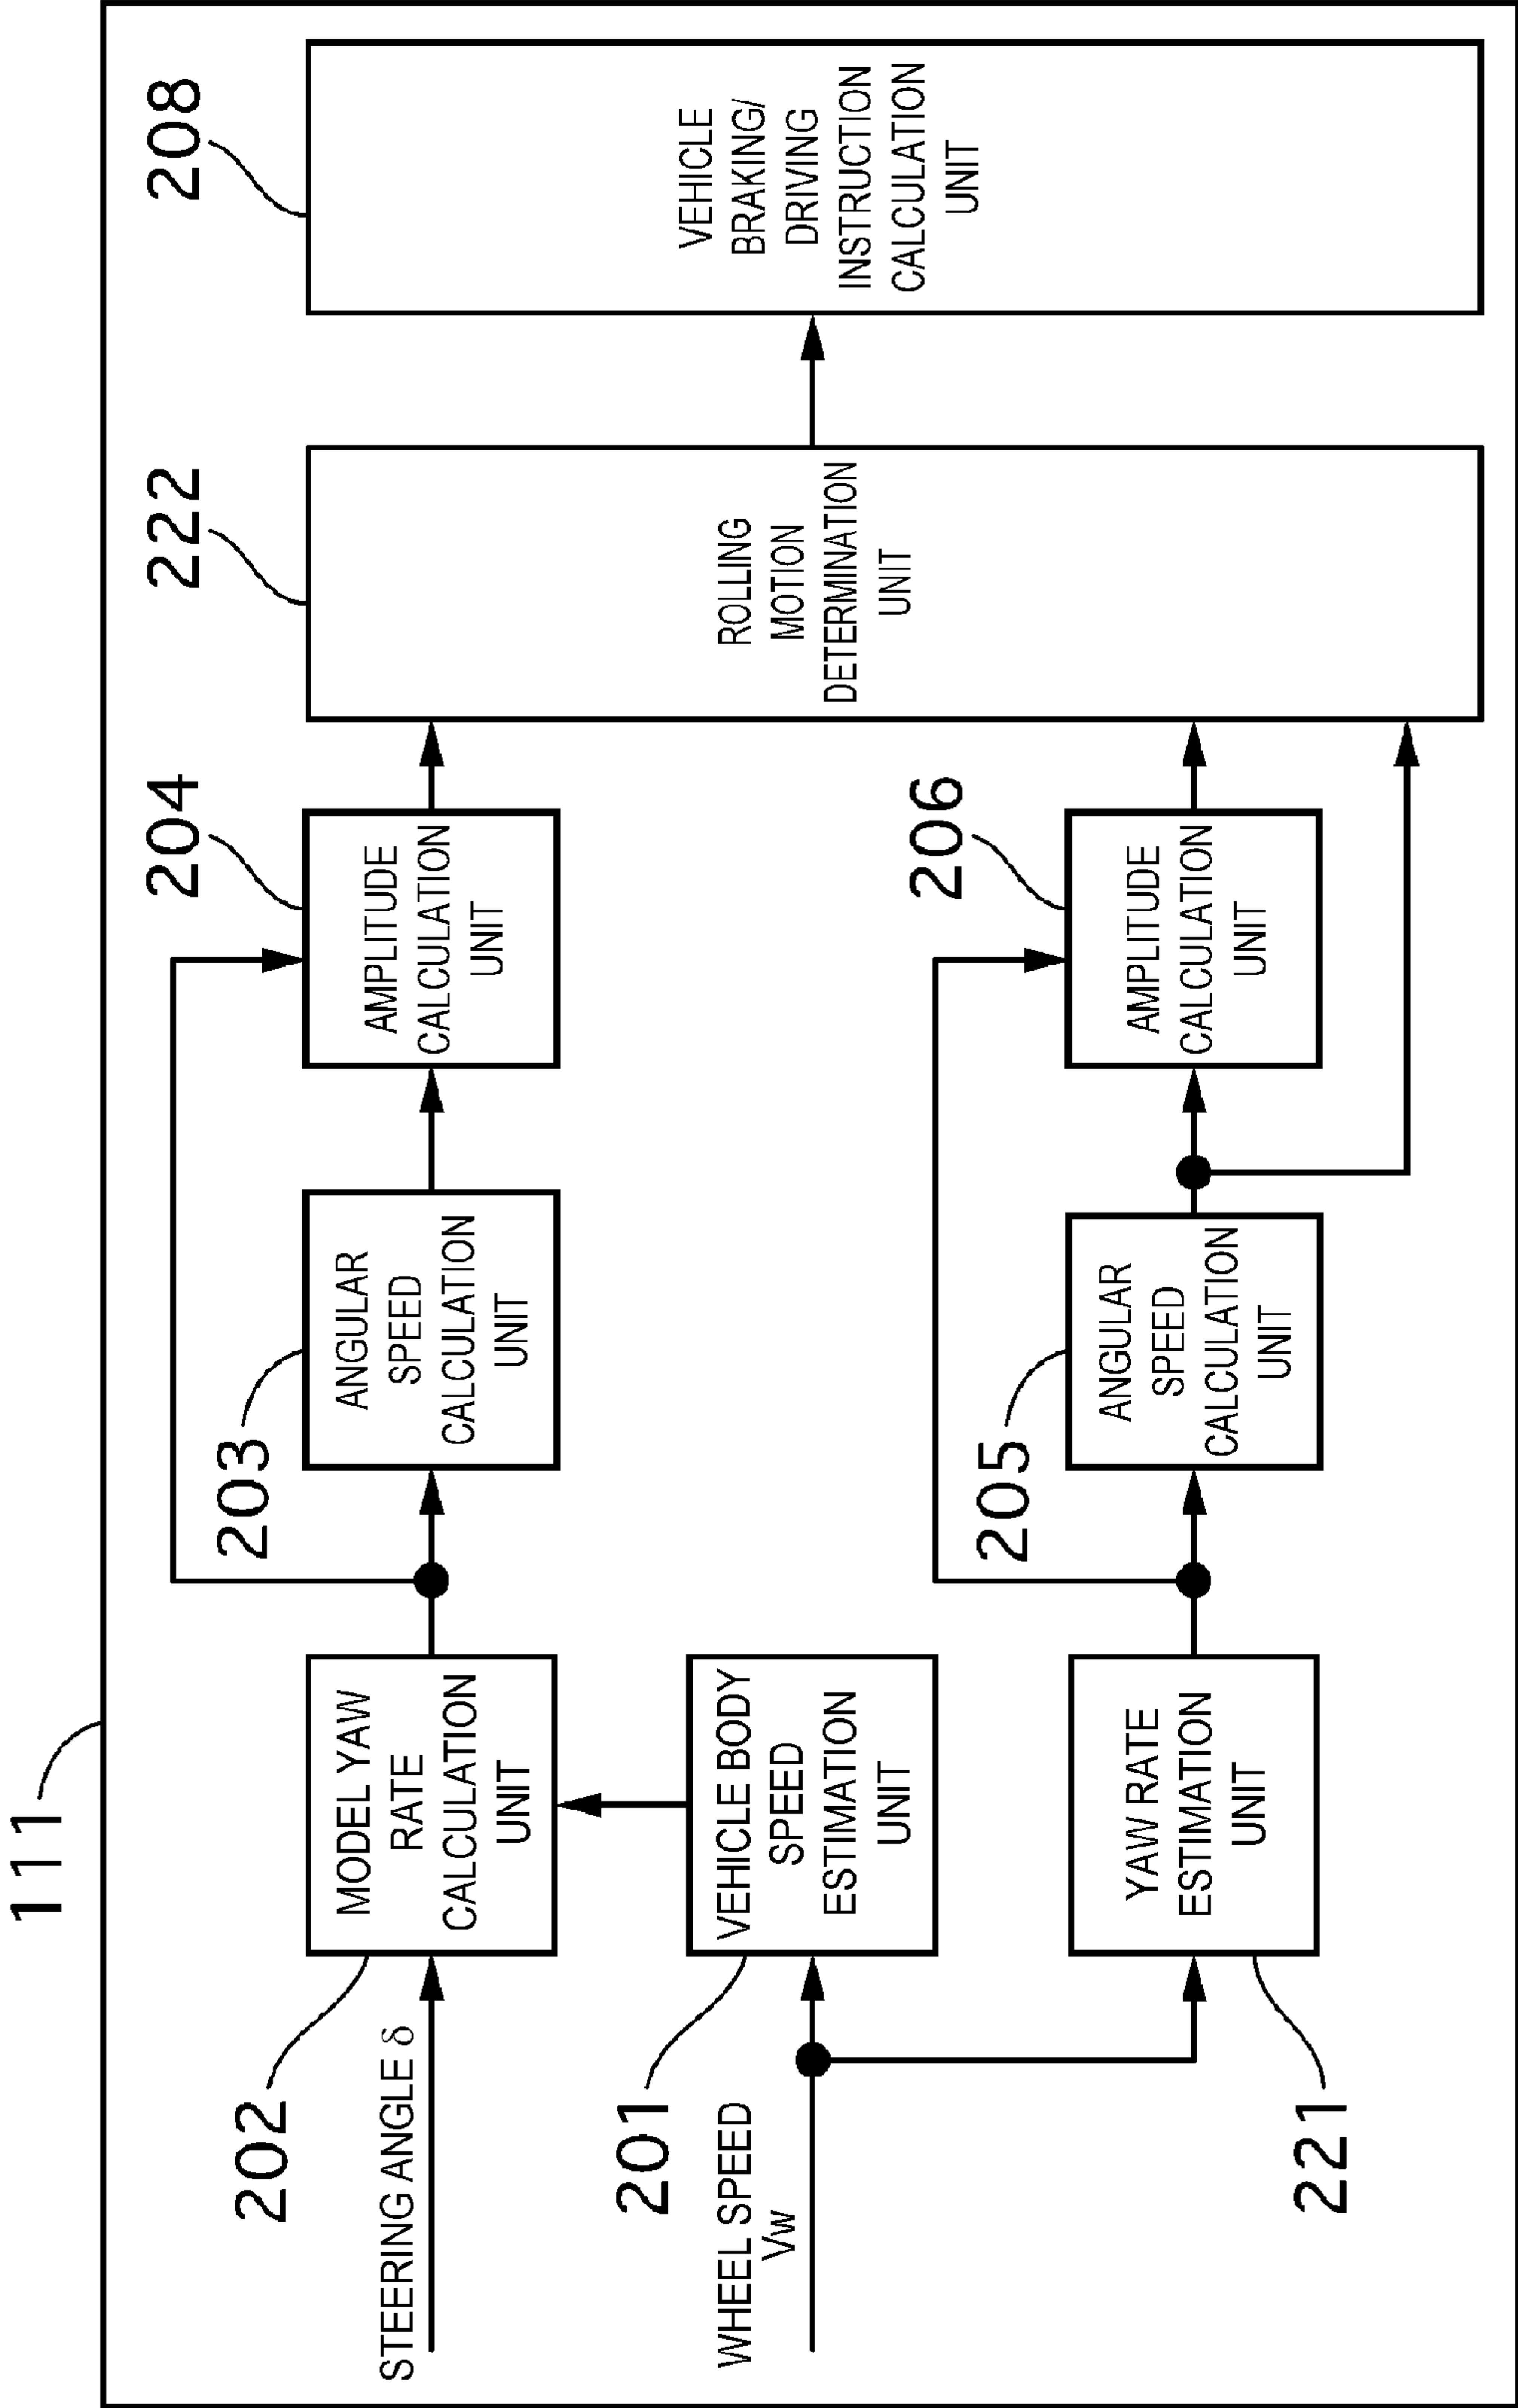 111
202
STEERING ANGLE δ
MODEL YAW
RATE
CALCULATION
UNIT
203
ANGULAR
SPEED
CALCULATION
UNIT
204
AMPLITUDE
CALCULATION
UNIT
222
ROLLING
MOTION
DETERMINATION
UNIT
208
VEHICLE
BRAKING/
DRIVING
INSTRUCTION
CALCULATION
UNIT
201
WHEEL SPEED
Vw
VEHICLE BODY
SPEED
ESTIMATION
UNIT
221
YAW RATE
ESTIMATION
UNIT
205
ANGULAR
SPEED
CALCULATION
UNIT
206
AMPLITUDE
CALCULATION
UNIT